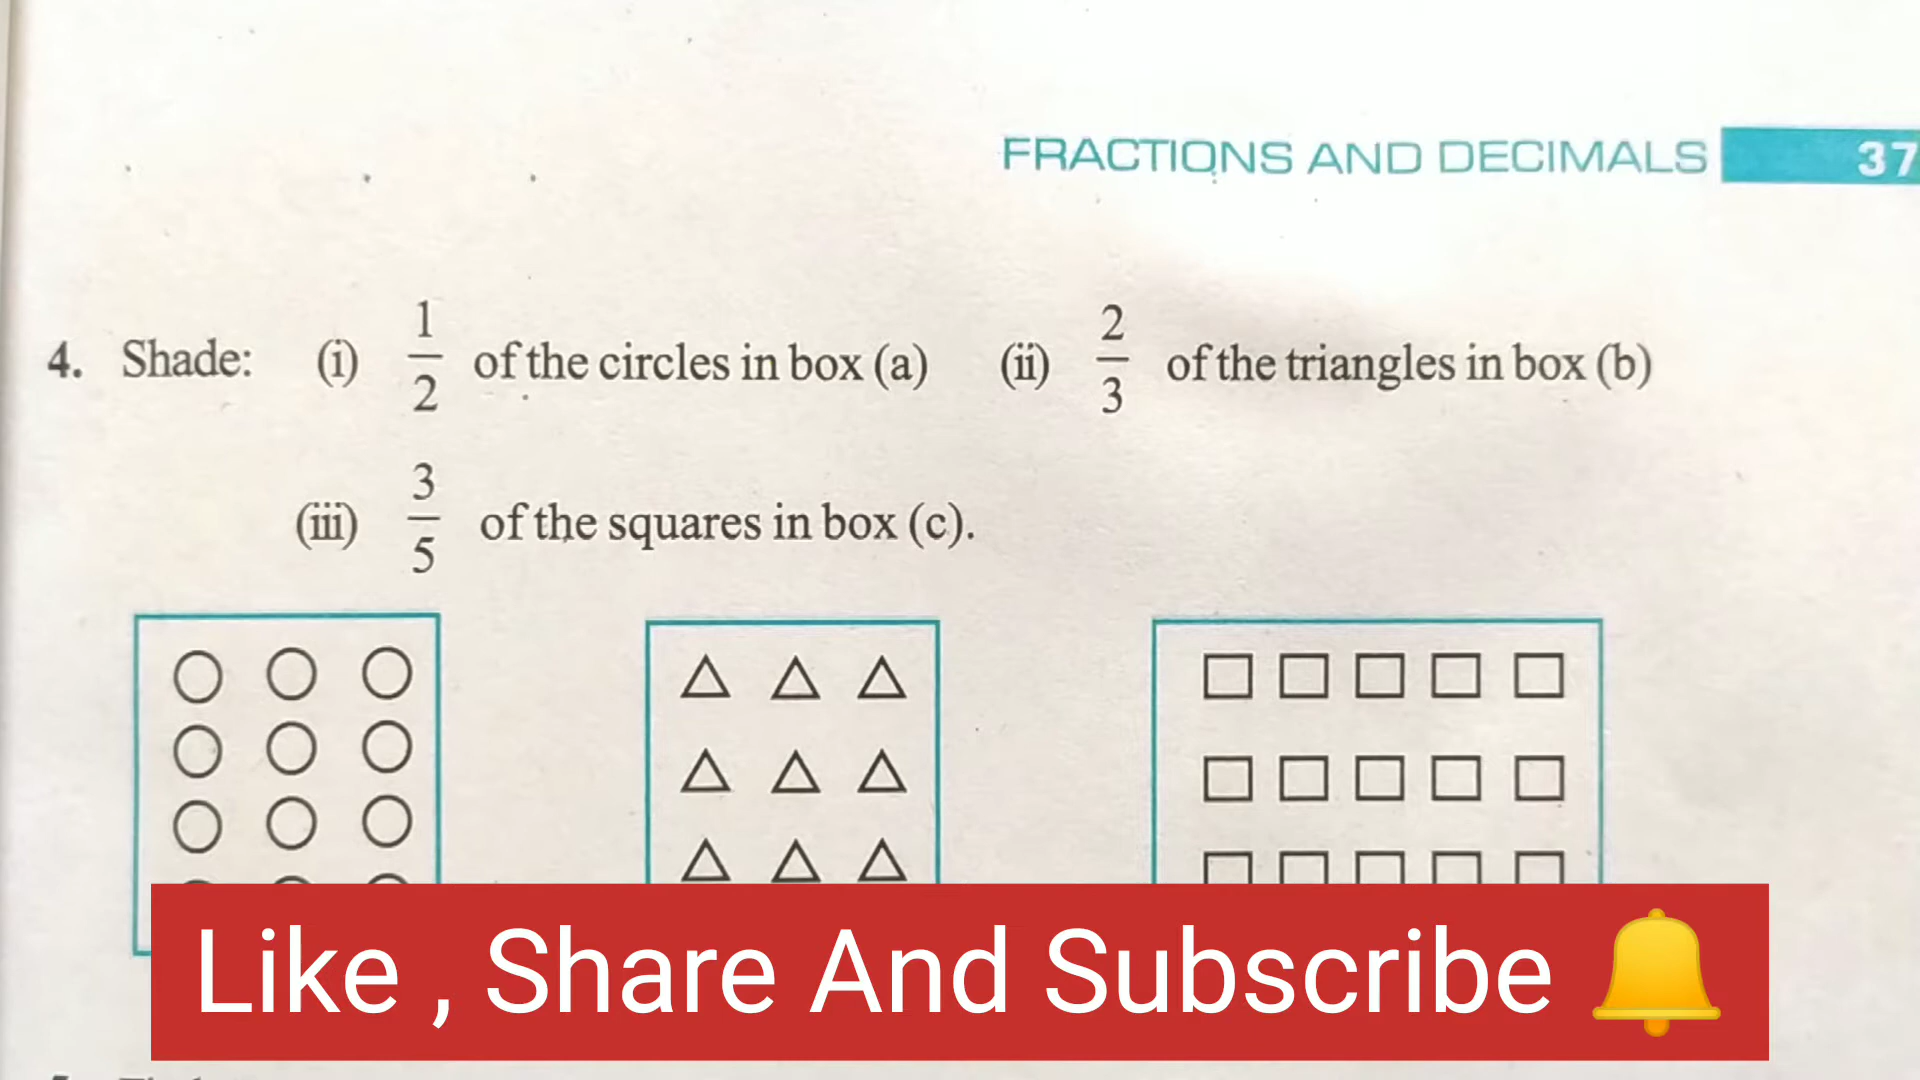 FRACTIONS AND DECIMALS 37
4. Shade: (i) 1/2 of the circles in box (a) (ii) 2/3 of the triangles in box (b)
(iii) 3/5 of the squares in box (c).
Like , Share And Subscribe 🔔